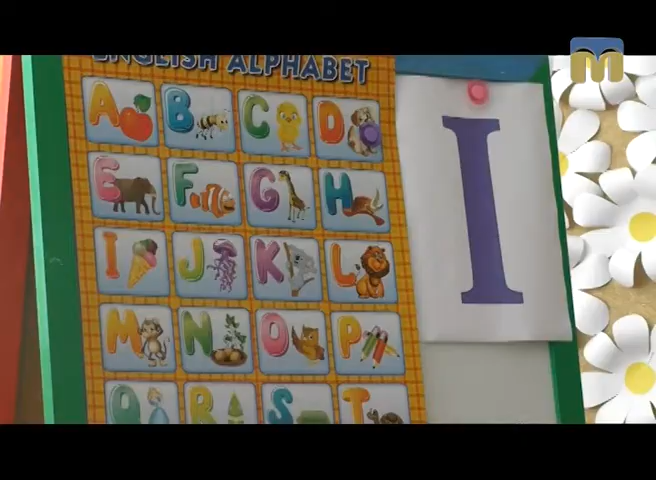 ENGLISH ALPHABET
A B C D
E F G H
I J K L
M N O P
Q R S T
I
M